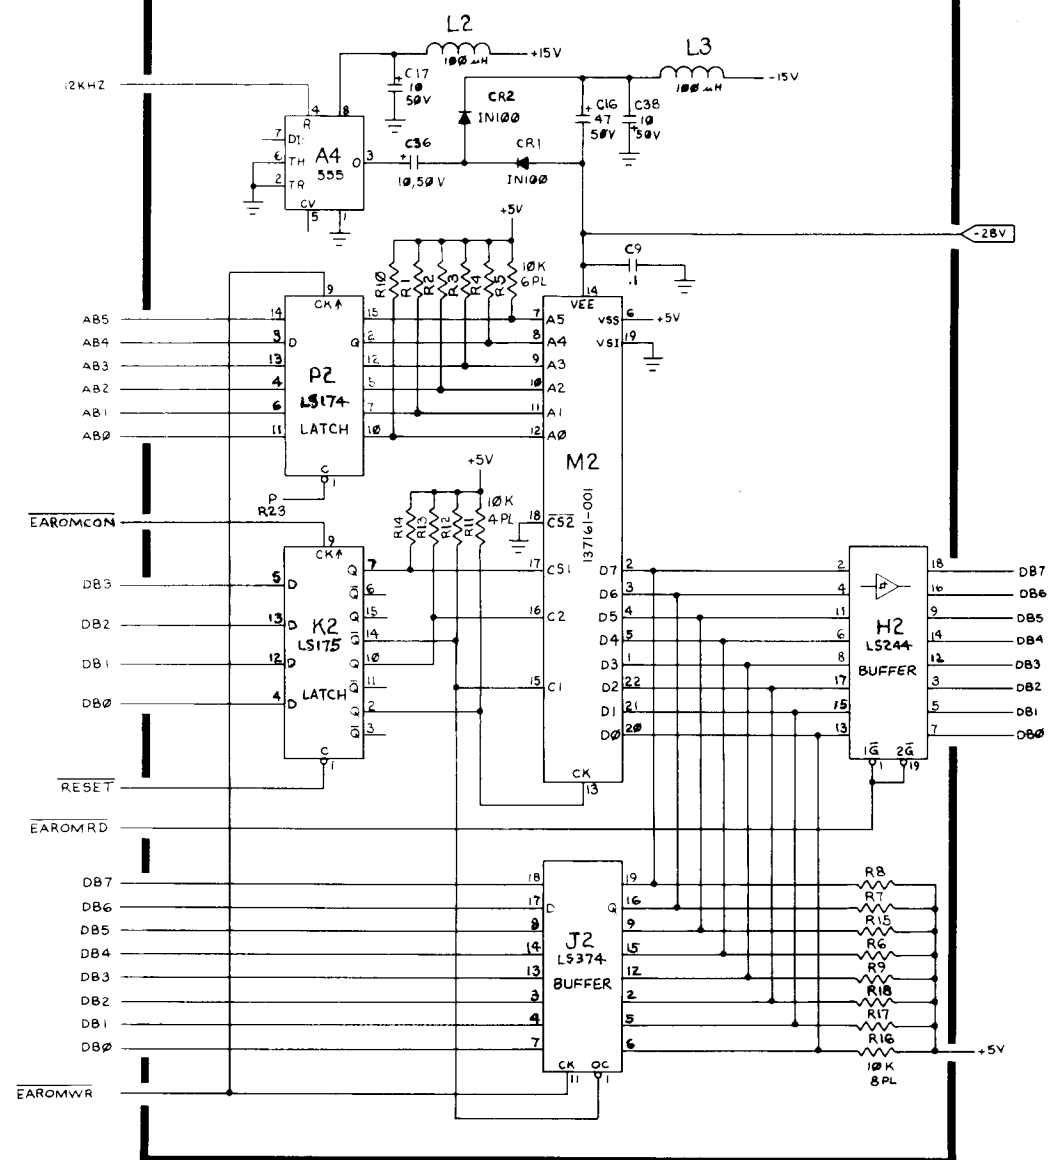 L2
100 µH
+15V
L3
100 µH
-15V
C17
10
50V
12KHZ
4
8
R
7
DI
A4
555
6
TH
2
TR
O
3
CV
5
1
C36
10,50V
CR2
IN100
CR1
IN100
C16
47
50V
C38
10
50V
-28V
+5V
R10
R1
R2
R3
R4
R5
10K
6PL
C9
.1
9
CK↑
14
VEE
AB5
14
15
7
A5
VSS
6
+5V
AB4
3
D
Q
2
8
A4
VSI
19
AB3
13
12
9
A3
AB2
4
P2
5
10
A2
AB1
6
LS174
7
11
A1
AB0
11
LATCH
10
12
A0
C
1
P
R23
M2
137161-001
+5V
R14
R13
R12
R11
10K
4PL
18
CS2
EAROMCON
9
CK↑
DB3
5
D
Q
7
17
CS1
Q
6
DB2
13
D
Q
15
16
C2
K2
LS175
Q
14
DB1
12
D
Q
10
15
C1
Q
11
LATCH
DB0
4
D
Q
2
Q
3
C
1
CK
13
D7
2
2
18
DB7
D6
3
4
16
DB6
D5
4
11
9
DB5
D4
5
6
14
DB4
D3
1
8
12
DB3
D2
22
17
3
DB2
D1
21
15
5
DB1
D0
20
13
7
DB0
H2
LS244
BUFFER
1G
2G
1
19
RESET
EAROMRD
DB7
18
19
R8
DB6
17
D
Q
16
R7
DB5
8
9
R15
DB4
14
J2
15
R6
DB3
13
LS374
12
R9
DB2
3
BUFFER
2
R18
DB1
4
5
R17
DB0
7
6
R16
+5V
10K
8PL
CK
OC
11
1
EAROMWR